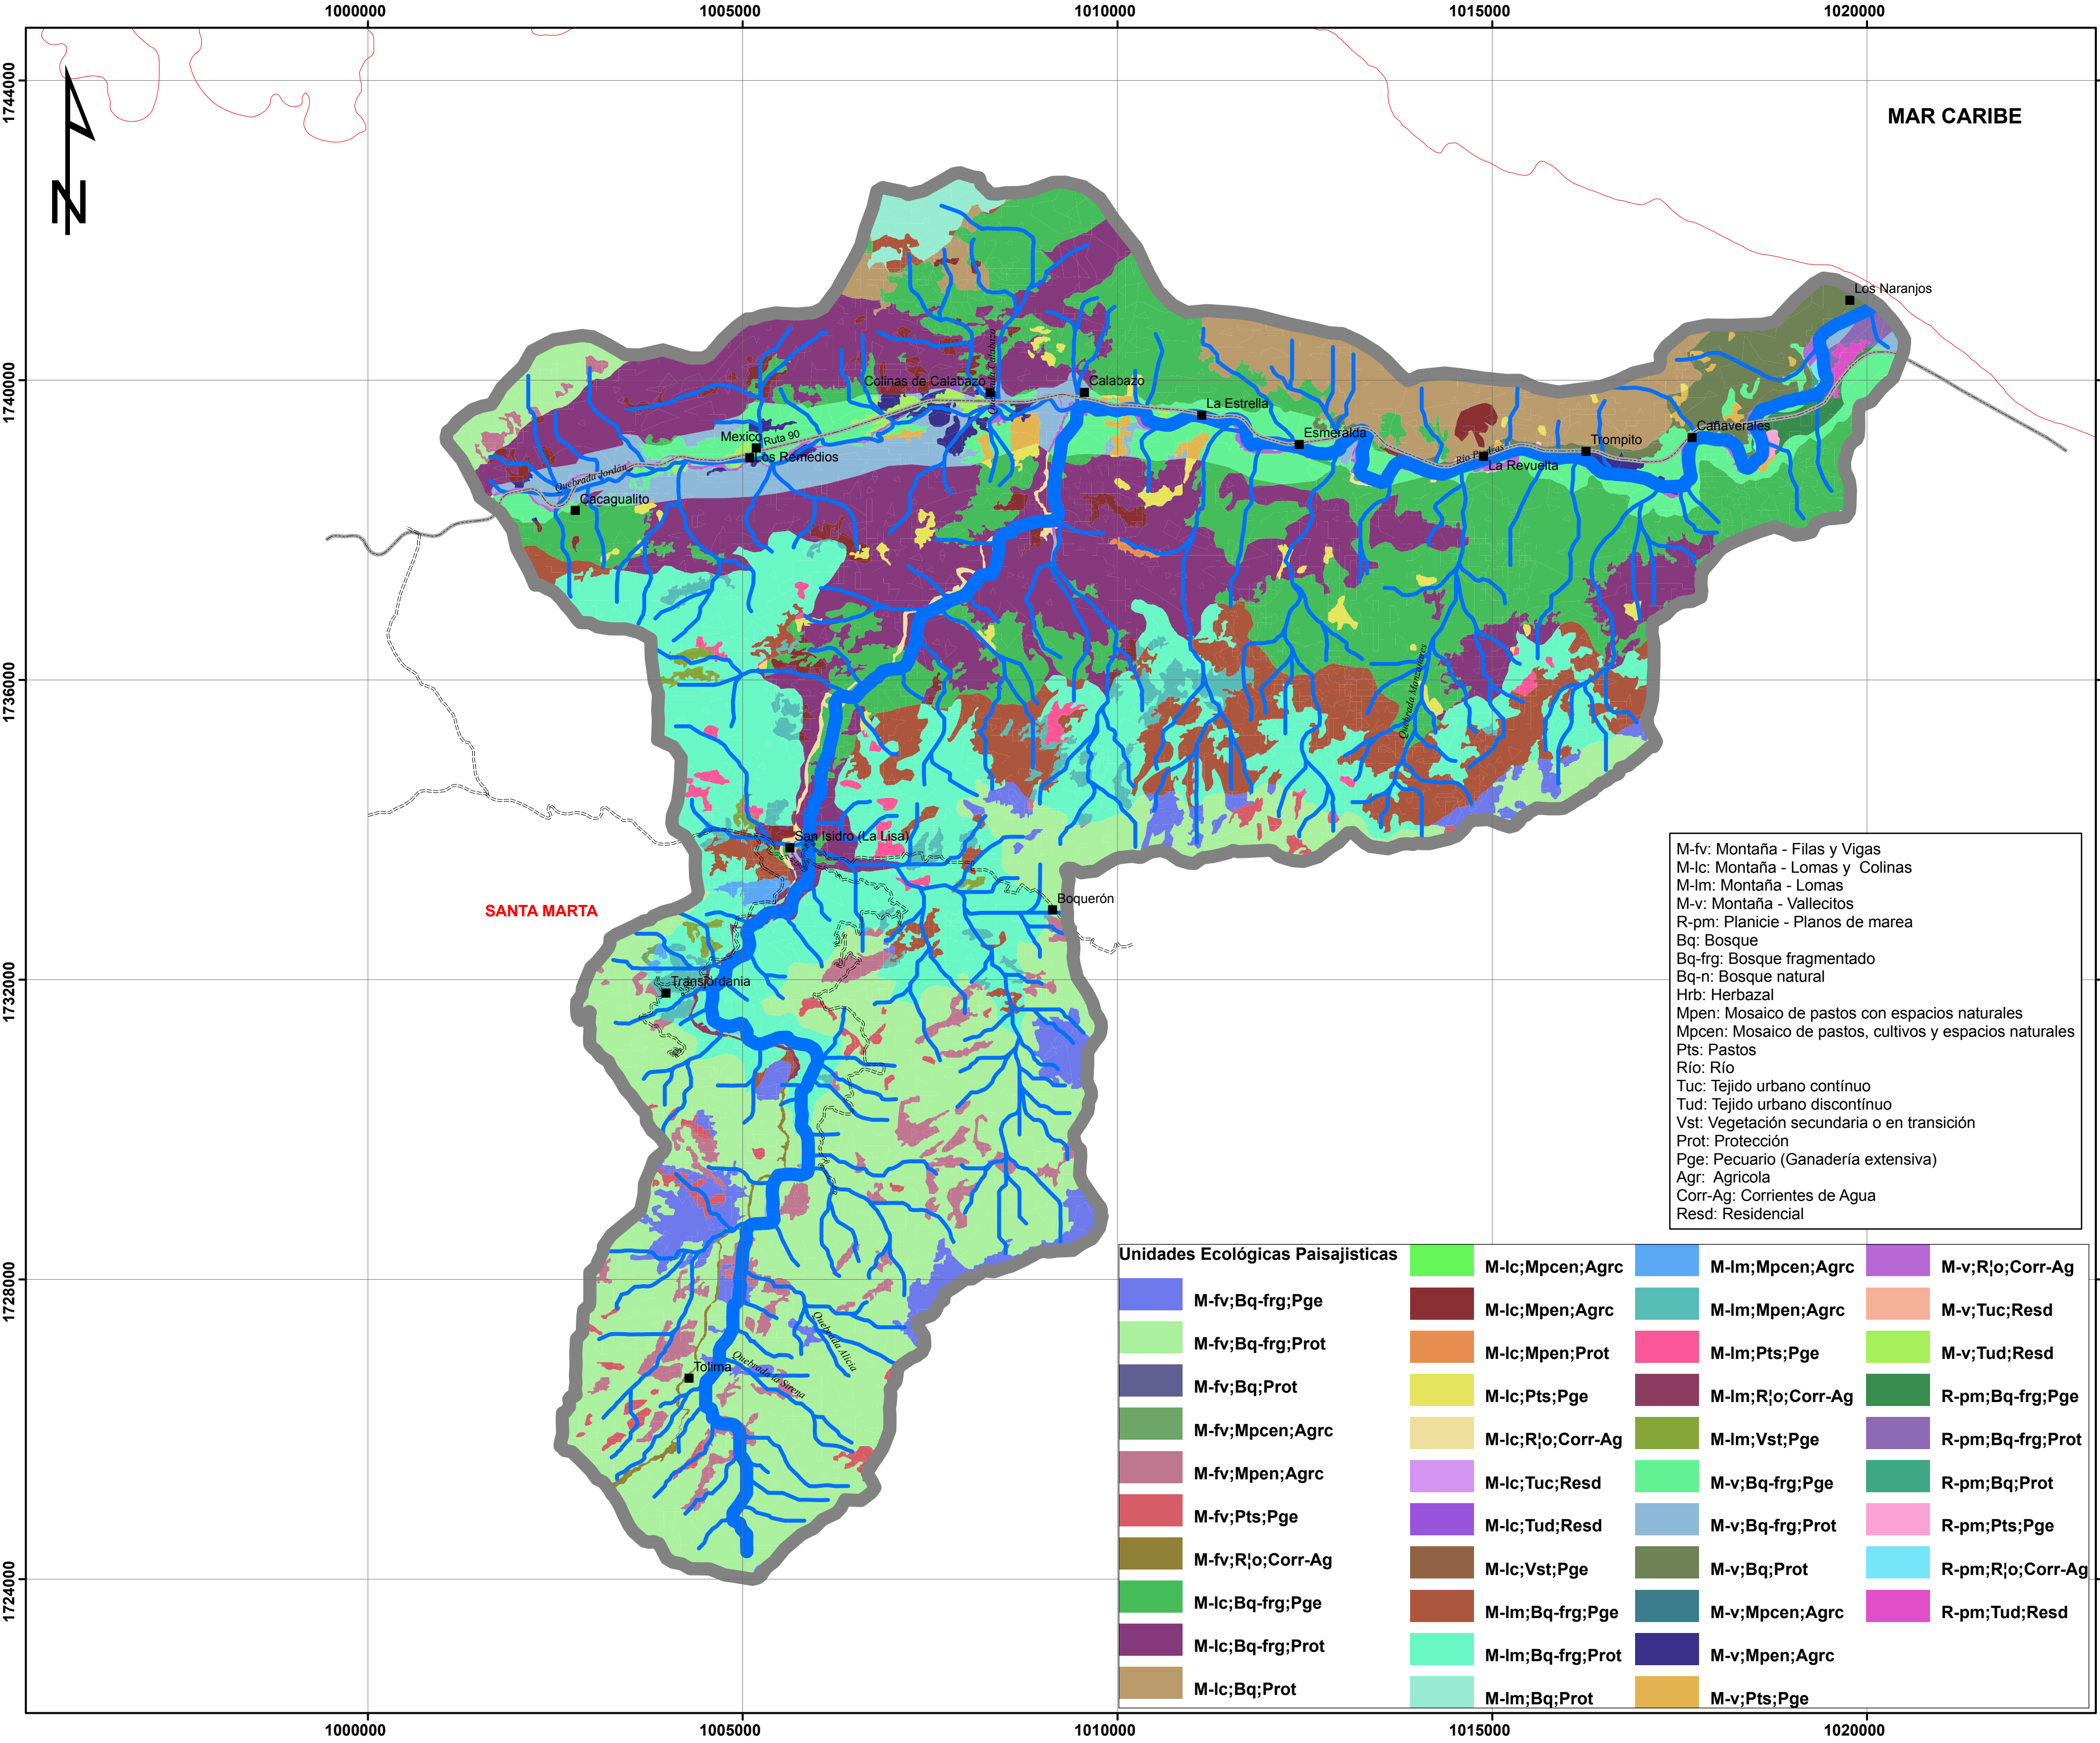 1000000
1005000
1010000
1015000
1020000
1744000
1740000
1736000
1732000
1728000
1724000
N
MAR CARIBE
Los Naranjos
Quebrada Calabazo
Colinas de Calabazo
Calabazo
La Estrella
Esmeralda
Cañaverales
Trompito
Río Piedras
La Revuelta
Mexico
Ruta 90
Los Remedios
Quebrada Jordán
Cacagualito
Quebrada Manzanares
San Isidro (La Lisa)
SANTA MARTA
Boquerón
Transjordania
Quebrada Alicia
Quebrada la Sirena
Tolima
M-fv: Montaña - Filas y Vigas
M-lc: Montaña - Lomas y Colinas
M-lm: Montaña - Lomas
M-v: Montaña - Vallecitos
R-pm: Planicie - Planos de marea
Bq: Bosque
Bq-frg: Bosque fragmentado
Bq-n: Bosque natural
Hrb: Herbazal
Mpen: Mosaico de pastos con espacios naturales
Mpcen: Mosaico de pastos, cultivos y espacios naturales
Pts: Pastos
Río: Río
Tuc: Tejido urbano contínuo
Tud: Tejido urbano discontínuo
Vst: Vegetación secundaria o en transición
Prot: Protección
Pge: Pecuario (Ganadería extensiva)
Agr: Agricola
Corr-Ag: Corrientes de Agua
Resd: Residencial
Unidades Ecológicas Paisajisticas
M-fv;Bq-frg;Pge
M-fv;Bq-frg;Prot
M-fv;Bq;Prot
M-fv;Mpcen;Agrc
M-fv;Mpen;Agrc
M-fv;Pts;Pge
M-fv;R¦o;Corr-Ag
M-lc;Bq-frg;Pge
M-lc;Bq-frg;Prot
M-lc;Bq;Prot
M-lc;Mpcen;Agrc
M-lc;Mpen;Agrc
M-lc;Mpen;Prot
M-lc;Pts;Pge
M-lc;R¦o;Corr-Ag
M-lc;Tuc;Resd
M-lc;Tud;Resd
M-lc;Vst;Pge
M-lm;Bq-frg;Pge
M-lm;Bq-frg;Prot
M-lm;Bq;Prot
M-lm;Mpcen;Agrc
M-lm;Mpen;Agrc
M-lm;Pts;Pge
M-lm;R¦o;Corr-Ag
M-lm;Vst;Pge
M-v;Bq-frg;Pge
M-v;Bq-frg;Prot
M-v;Bq;Prot
M-v;Mpcen;Agrc
M-v;Mpen;Agrc
M-v;Pts;Pge
M-v;R¦o;Corr-Ag
M-v;Tuc;Resd
M-v;Tud;Resd
R-pm;Bq-frg;Pge
R-pm;Bq-frg;Prot
R-pm;Bq;Prot
R-pm;Pts;Pge
R-pm;R¦o;Corr-Ag
R-pm;Tud;Resd
1000000
1005000
1010000
1015000
1020000